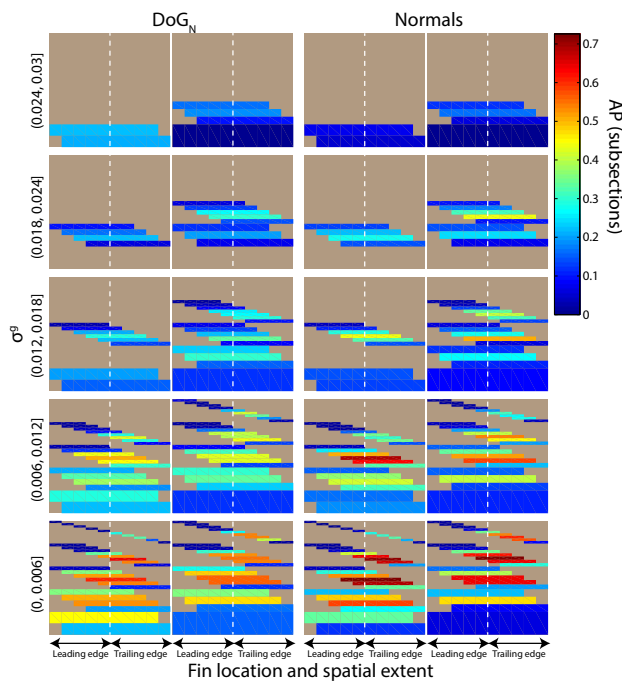 DoG_N Normals
(0.024, 0.03]
(0.018, 0.024]
(0.012, 0.018]
(0.006, 0.012]
(0, 0.006]
σ^g
0.7
0.6
0.5
0.4
0.3
0.2
0.1
0
AP (subsections)
Leading edge Trailing edge Leading edge Trailing edge Leading edge Trailing edge Leading edge Trailing edge
Fin location and spatial extent